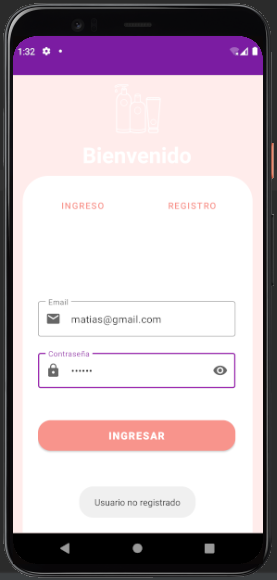 1:32
Bienvenido
INGRESO REGISTRO
Email
matias@gmail.com
Contraseña
••••••
INGRESAR
Usuario no registrado